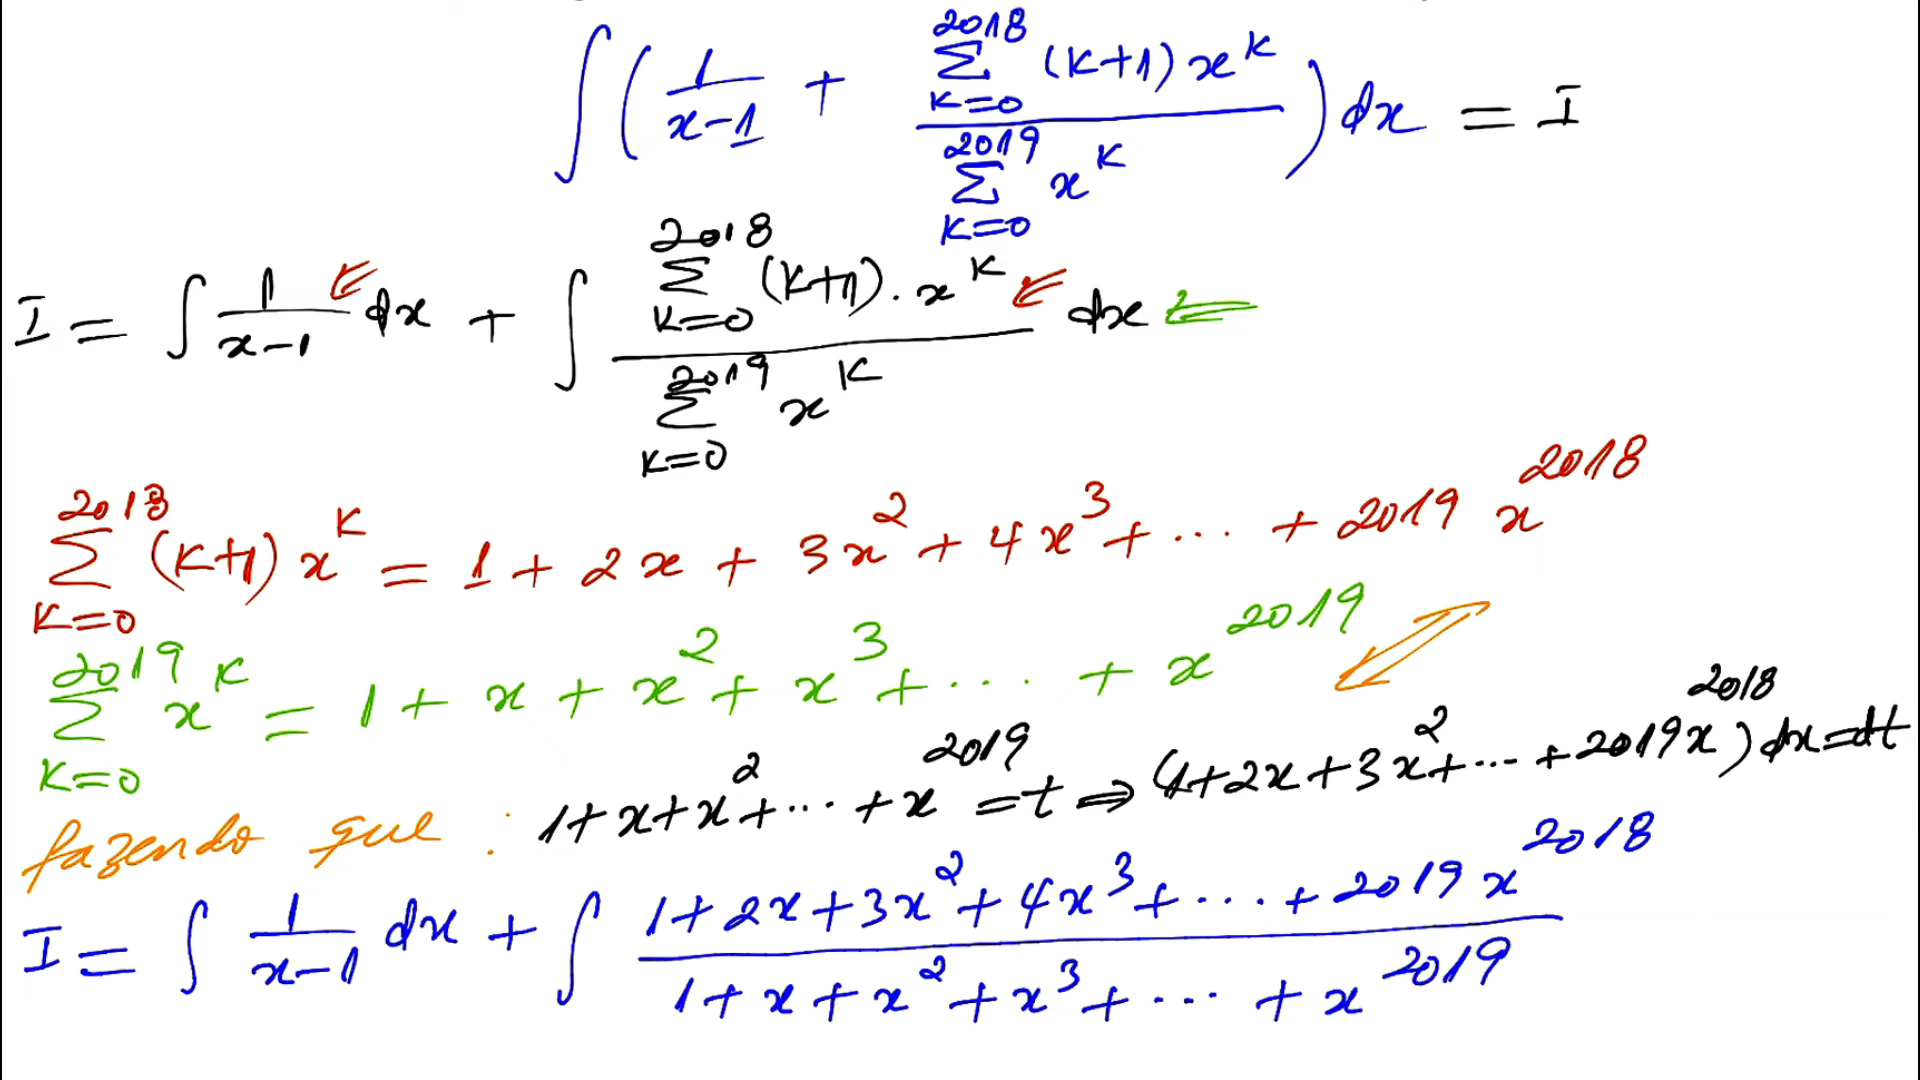 ∫ ( 1/(x-1) + (∑_{K=0}^{2018} (K+1) x^K) / (∑_{K=0}^{2019} x^K) ) dx = I
I = ∫ 1/(x-1) dx + ∫ (∑_{K=0}^{2018} (K+1) . x^K) / (∑_{K=0}^{2019} x^K) dx
∑_{K=0}^{2018} (K+1) x^K = 1 + 2x + 3x^2 + 4x^3 + ... + 2019 x^2018
∑_{K=0}^{2019} x^K = 1 + x + x^2 + x^3 + ... + x^2019
fazendo que : 1+x+x^2+...+x^2019 = t ⇒ (1+2x+3x^2+...+2019x^2018) dx = dt
I = ∫ 1/(x-1) dx + ∫ (1+2x+3x^2+4x^3+...+2019 x^2018) / (1+x+x^2+x^3+...+x^2019)